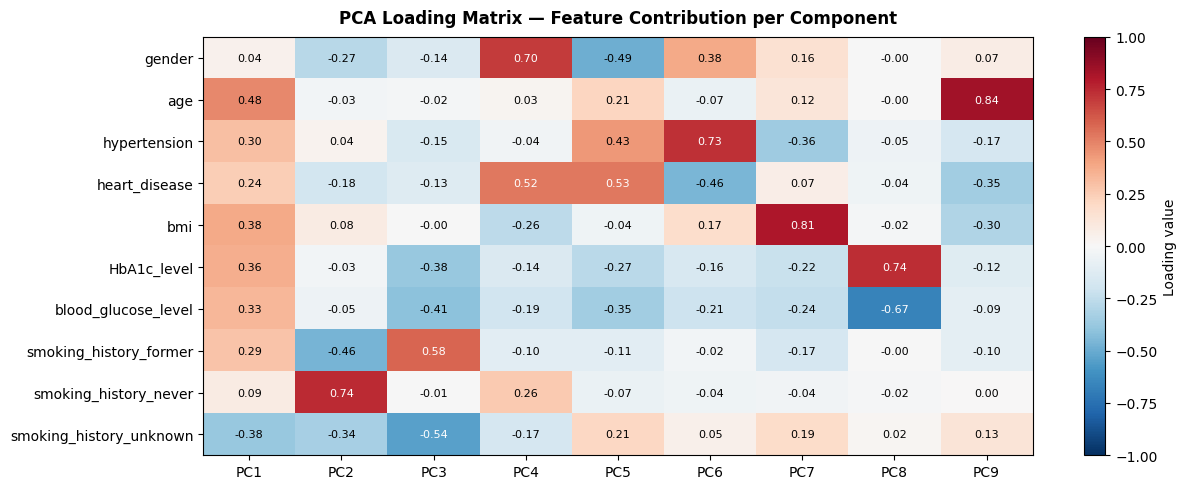 PCA Loading Matrix — Feature Contribution per Component
gender 0.04 -0.27 -0.14 0.70 -0.49 0.38 0.16 -0.00 0.07
age 0.48 -0.03 -0.02 0.03 0.21 -0.07 0.12 -0.00 0.84
hypertension 0.30 0.04 -0.15 -0.04 0.43 0.73 -0.36 -0.05 -0.17
heart_disease 0.24 -0.18 -0.13 0.52 0.53 -0.46 0.07 -0.04 -0.35
bmi 0.38 0.08 -0.00 -0.26 -0.04 0.17 0.81 -0.02 -0.30
HbA1c_level 0.36 -0.03 -0.38 -0.14 -0.27 -0.16 -0.22 0.74 -0.12
blood_glucose_level 0.33 -0.05 -0.41 -0.19 -0.35 -0.21 -0.24 -0.67 -0.09
smoking_history_former 0.29 -0.46 0.58 -0.10 -0.11 -0.02 -0.17 -0.00 -0.10
smoking_history_never 0.09 0.74 -0.01 0.26 -0.07 -0.04 -0.04 -0.02 0.00
smoking_history_unknown -0.38 -0.34 -0.54 -0.17 0.21 0.05 0.19 0.02 0.13
PC1 PC2 PC3 PC4 PC5 PC6 PC7 PC8 PC9
1.00
0.75
0.50
0.25
0.00
−0.25
−0.50
−0.75
−1.00
Loading value